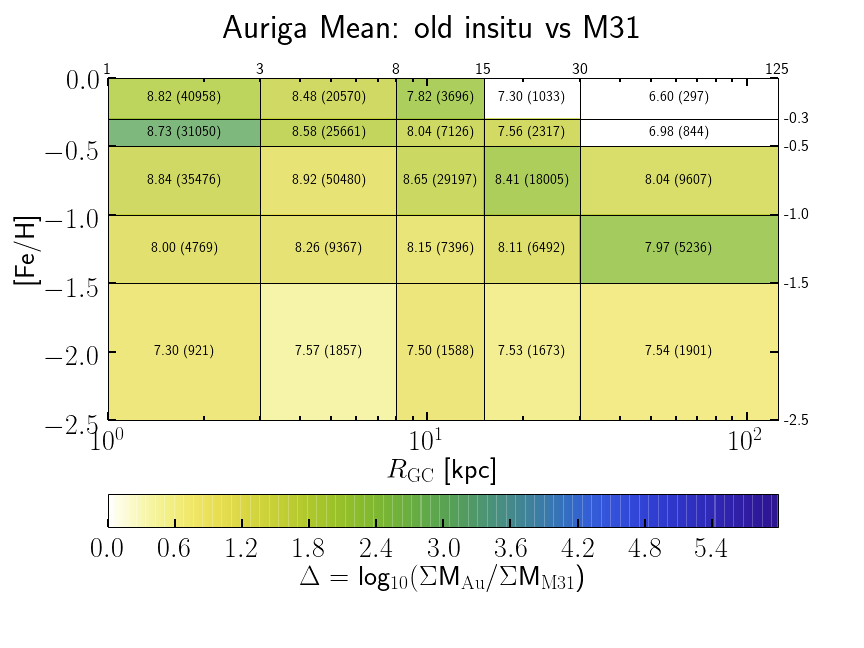 Auriga Mean: old insitu vs M31
1 3 8 15 30 125
0.0 8.82 (40958) 8.48 (20570) 7.82 (3696) 7.30 (1033) 6.60 (297)
-0.3
8.73 (31050) 8.58 (25661) 8.04 (7126) 7.56 (2317) 6.98 (844)
−0.5 -0.5
8.84 (35476) 8.92 (50480) 8.65 (29197) 8.41 (18005) 8.04 (9607)
−1.0 -1.0
[Fe/H]
8.00 (4769) 8.26 (9367) 8.15 (7396) 8.11 (6492) 7.97 (5236)
−1.5 -1.5
−2.0 7.30 (921) 7.57 (1857) 7.50 (1588) 7.53 (1673) 7.54 (1901)
−2.5 -2.5
10⁰ 10¹ 10²
R_GC [kpc]
0.0 0.6 1.2 1.8 2.4 3.0 3.6 4.2 4.8 5.4
Δ = log₁₀(ΣM_Au/ΣM_M31)